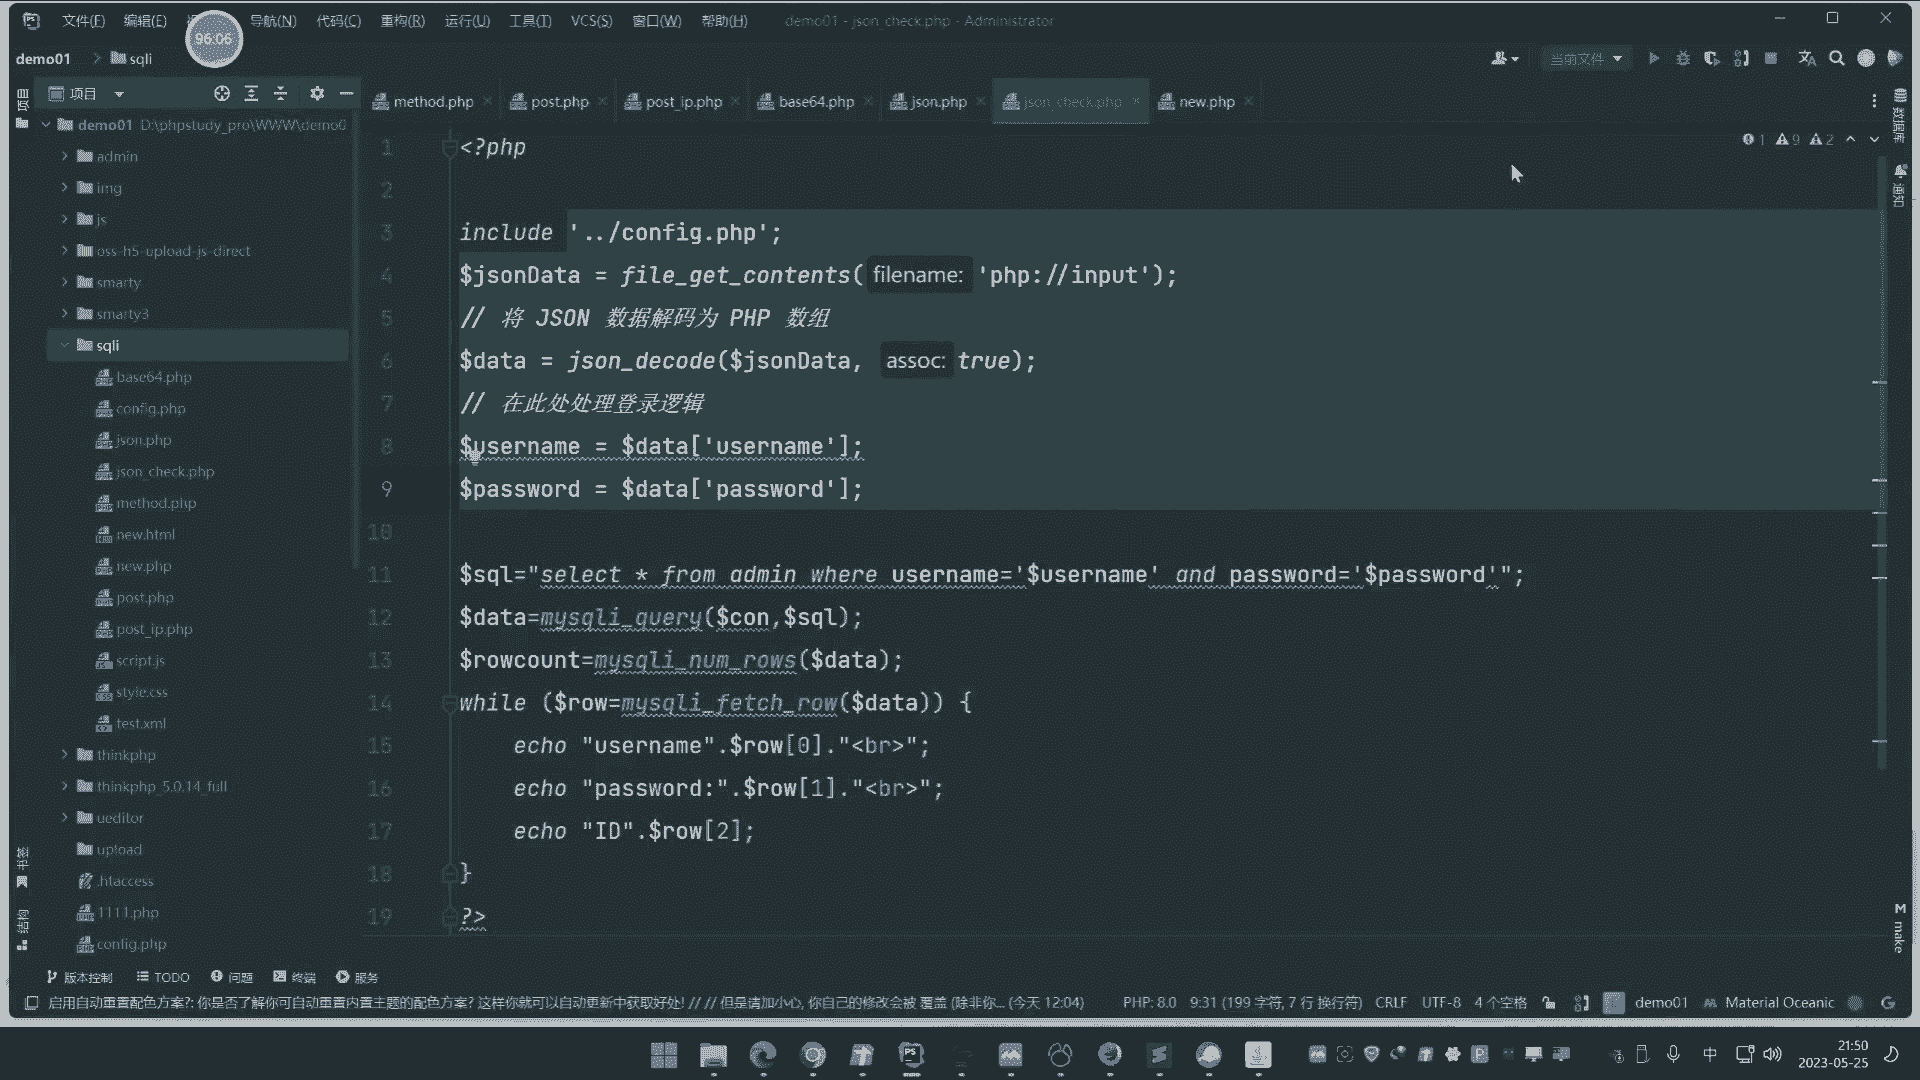 文件(F) 编辑(E) 导航(N) 代码(C) 重构(R) 运行(U) 工具(T) VCS(S) 窗口(W) 帮助(H) demo01 - json_check.php - Administrator
96:06
demo01 sqli
当前文件
项目
method.php post.php post_ip.php base64.php json.php json_check.php new.php
项目
demo01 D:\phpstudy_pro\WWW\demo0
admin
img
js
oss-h5-upload-js-direct
smarty
smarty3
sqli
base64.php
config.php
json.php
json_check.php
method.php
new.html
new.php
post.php
post_ip.php
script.js
style.css
test.xml
thinkphp
thinkphp_5.0.14_full
ueditor
upload
.htaccess
1111.php
config.php
书签
结构
1 9 2
数据库
通知
M make
1 <?php
2
3 include '../config.php';
4 $jsonData = file_get_contents( filename: 'php://input');
5 // 将 JSON 数据解码为 PHP 数组
6 $data = json_decode($jsonData, assoc: true);
7 // 在此处处理登录逻辑
8 $username = $data['username'];
9 $password = $data['password'];
10
11 $sql="select * from admin where username='$username' and password='$password'";
12 $data=mysqli_query($con,$sql);
13 $rowcount=mysqli_num_rows($data);
14 while ($row=mysqli_fetch_row($data)) {
15 echo "username".$row[0]."<br>";
16 echo "password:".$row[1]."<br>";
17 echo "ID".$row[2];
18 }
19 ?>
版本控制 TODO 问题 终端 服务
启用自动重置配色方案?: 你是否了解你可自动重置内置主题的配色方案? 这样你就可以自动更新中获取好处! // // 但是请加小心, 你自己的修改会被 覆盖 (除非你... (今天 12:04) PHP: 8.0 9:31 (199 字符, 7 行 换行符) CRLF UTF-8 4 个空格 demo01 Material Oceanic
中 21:50
2023-05-25